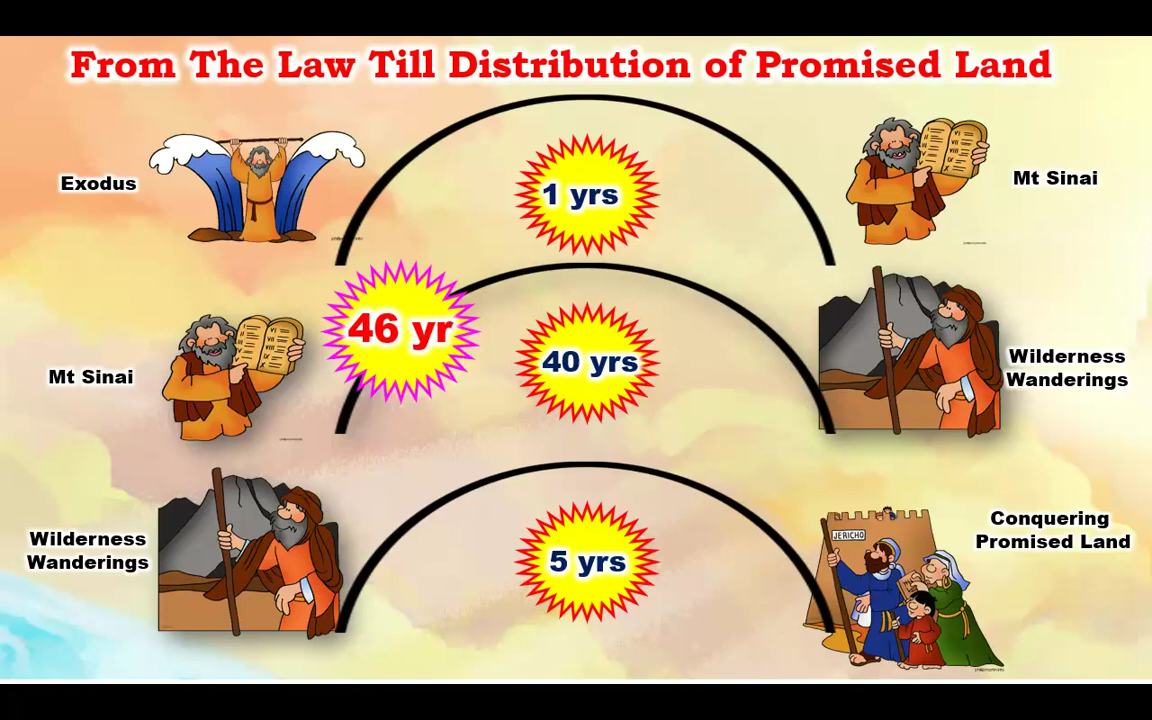 From The Law Till Distribution of Promised Land
Exodus
1 yrs
Mt Sinai
46 yr
Mt Sinai
40 yrs
Wilderness
Wanderings
Wilderness
Wanderings
5 yrs
JERICHO
Conquering
Promised Land